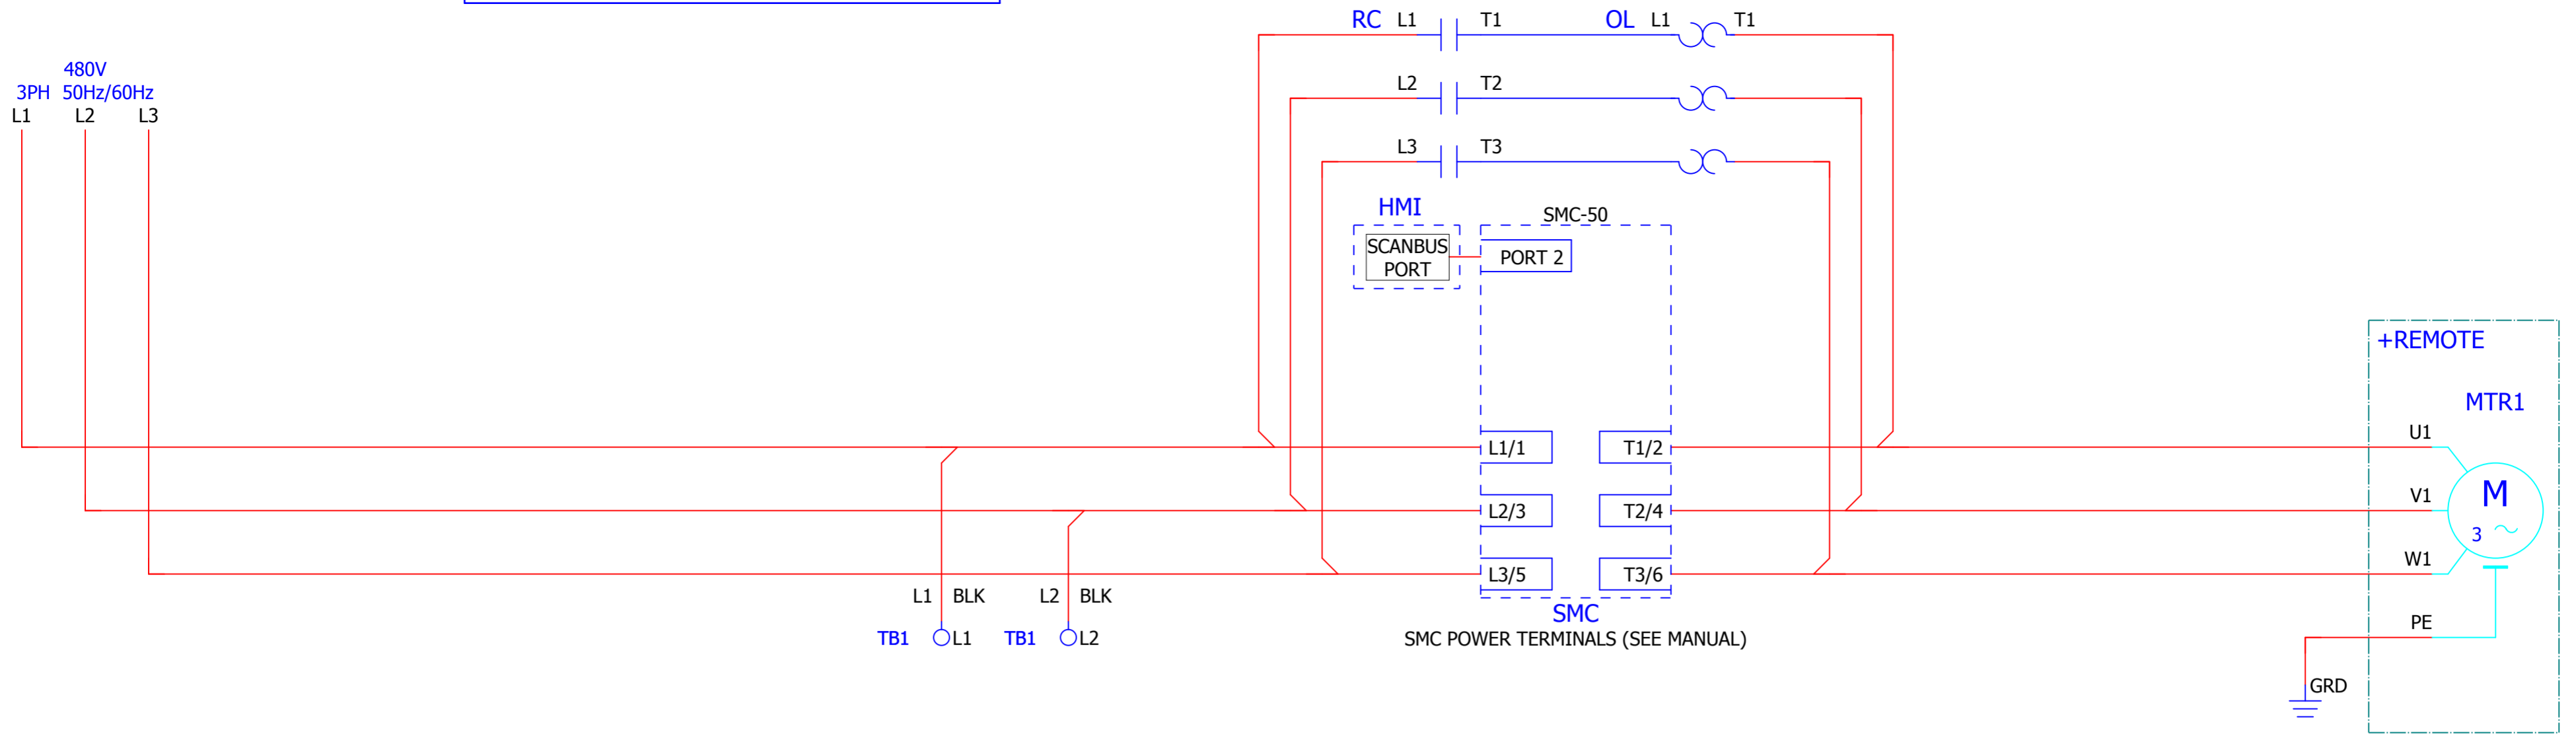 RC L1 T1 OL L1 T1
480V
3PH 50Hz/60Hz
L1 L2 L3
L2 T2
L3 T3
HMI
SCANBUS
PORT
SMC-50
PORT 2
+REMOTE
MTR1
L1/1 T1/2 U1
L2/3 T2/4 V1
M
3
L3/5 T3/6 W1
L1 BLK L2 BLK
SMC
TB1 L1 TB1 L2
SMC POWER TERMINALS (SEE MANUAL)
PE
GRD